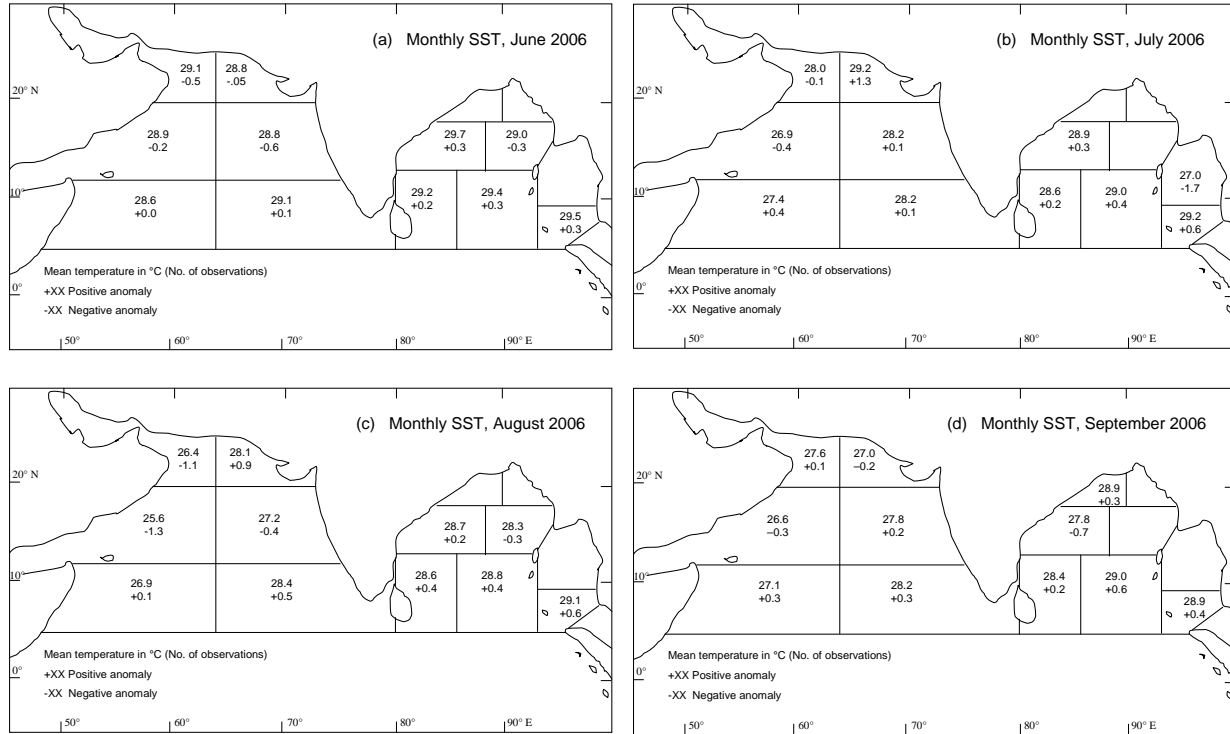 (a) Monthly SST, June 2006
29.1 28.8
-0.5 -.05
20° N
28.9 28.8
-0.2 -0.6
29.7 29.0
+0.3 -0.3
10°
28.6 29.1
+0.0 +0.1
29.2 29.4
+0.2 +0.3
29.5
+0.3
Mean temperature in °C (No. of observations)
+XX Positive anomaly
-XX Negative anomaly
0°
50° 60° 70° 80° 90° E
(b) Monthly SST, July 2006
28.0 29.2
-0.1 +1.3
20° N
26.9 28.2
-0.4 +0.1
28.9
+0.3
27.0
-1.7
10°
27.4 28.2
+0.4 +0.1
28.6 29.0
+0.2 +0.4
29.2
+0.6
Mean temperature in °C (No. of observations)
+XX Positive anomaly
-XX Negative anomaly
0°
50° 60° 70° 80° 90° E
(c) Monthly SST, August 2006
26.4 28.1
-1.1 +0.9
20° N
25.6 27.2
-1.3 -0.4
28.7 28.3
+0.2 -0.3
10°
26.9 28.4
+0.1 +0.5
28.6 28.8
+0.4 +0.4
29.1
+0.6
Mean temperature in °C (No. of observations)
+XX Positive anomaly
-XX Negative anomaly
0°
50° 60° 70° 80° 90° E
(d) Monthly SST, September 2006
27.6 27.0
+0.1 –0.2
20° N
28.9
+0.3
26.6 27.8
–0.3 +0.2
27.8
-0.7
10°
27.1 28.2
+0.3 +0.3
28.4 29.0
+0.2 +0.6
28.9
+0.4
Mean temperature in °C (No. of observations)
+XX Positive anomaly
-XX Negative anomaly
0°
50° 60° 70° 80° 90° E